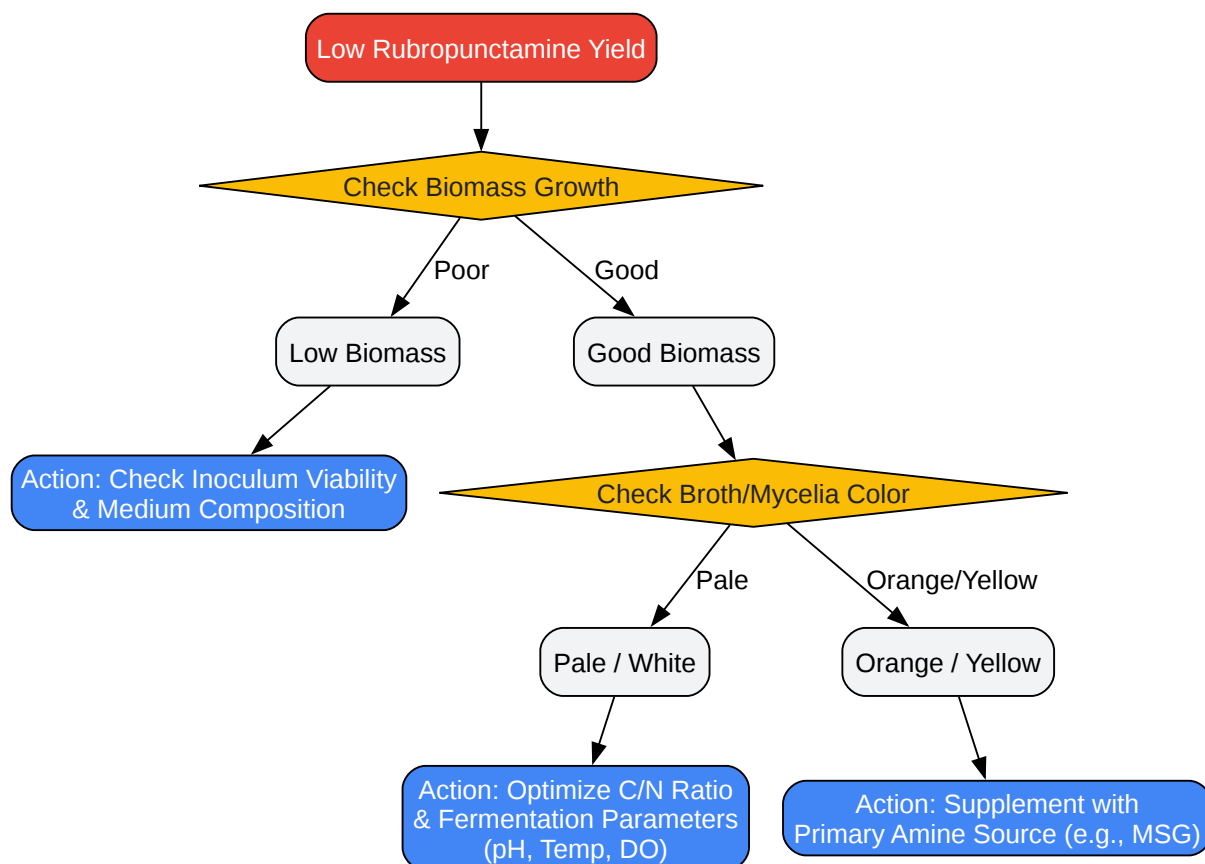 Low Rubropunctamine Yield
Check Biomass Growth
Poor
Good
Low Biomass
Good Biomass
Action: Check Inoculum Viability
& Medium Composition
Check Broth/Mycelia Color
Pale
Orange/Yellow
Pale / White
Orange / Yellow
Action: Optimize C/N Ratio
& Fermentation Parameters
(pH, Temp, DO)
Action: Supplement with
Primary Amine Source (e.g., MSG)